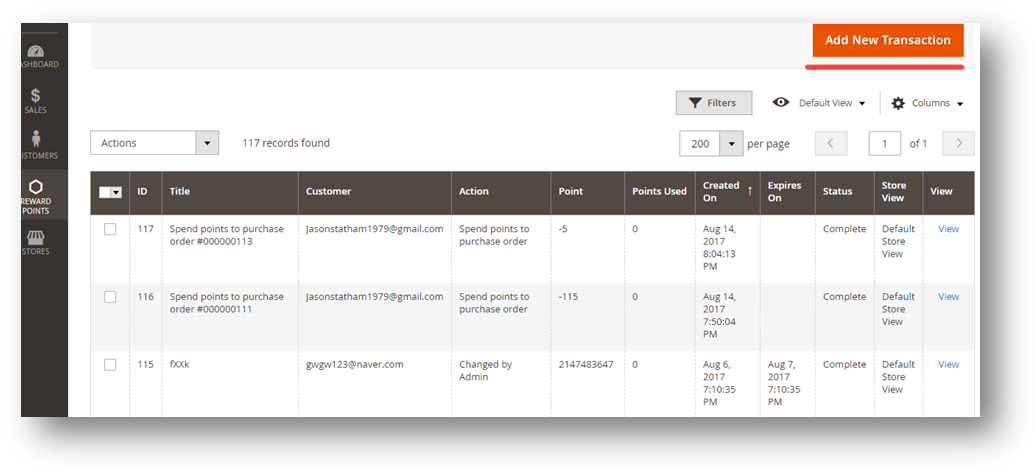 Add New Transaction
ASHBOARD
$
SALES
USTOMERS
REWARD
POINTS
STORES
Filters
Default View
Columns
Actions
117 records found
200
per page
1
of 1
ID
Title
Customer
Action
Point
Points Used
Created
On
Expires
On
Status
Store
View
View
117
Spend points to purchase
order #000000113
Jasonstatham1979@gmail.com
Spend points to
purchase order
-5
0
Aug 14,
2017
8:04:13
PM
Complete
Default
Store
View
View
116
Spend points to purchase
order #000000111
Jasonstatham1979@gmail.com
Spend points to
purchase order
-115
0
Aug 14,
2017
7:50:04
PM
Complete
Default
Store
View
View
115
fXXk
gwgw123@naver.com
Changed by
Admin
2147483647
0
Aug 6,
2017
7:10:35
PM
Aug 7,
2017
7:10:35
PM
Complete
Default
Store
View
View